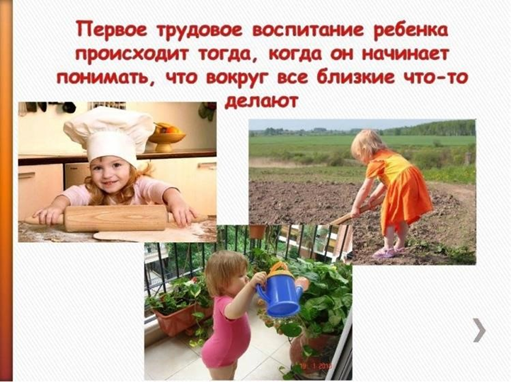 Первое трудовое воспитание ребенка
происходит тогда, когда он начинает
понимать, что вокруг все близкие что-то
делают